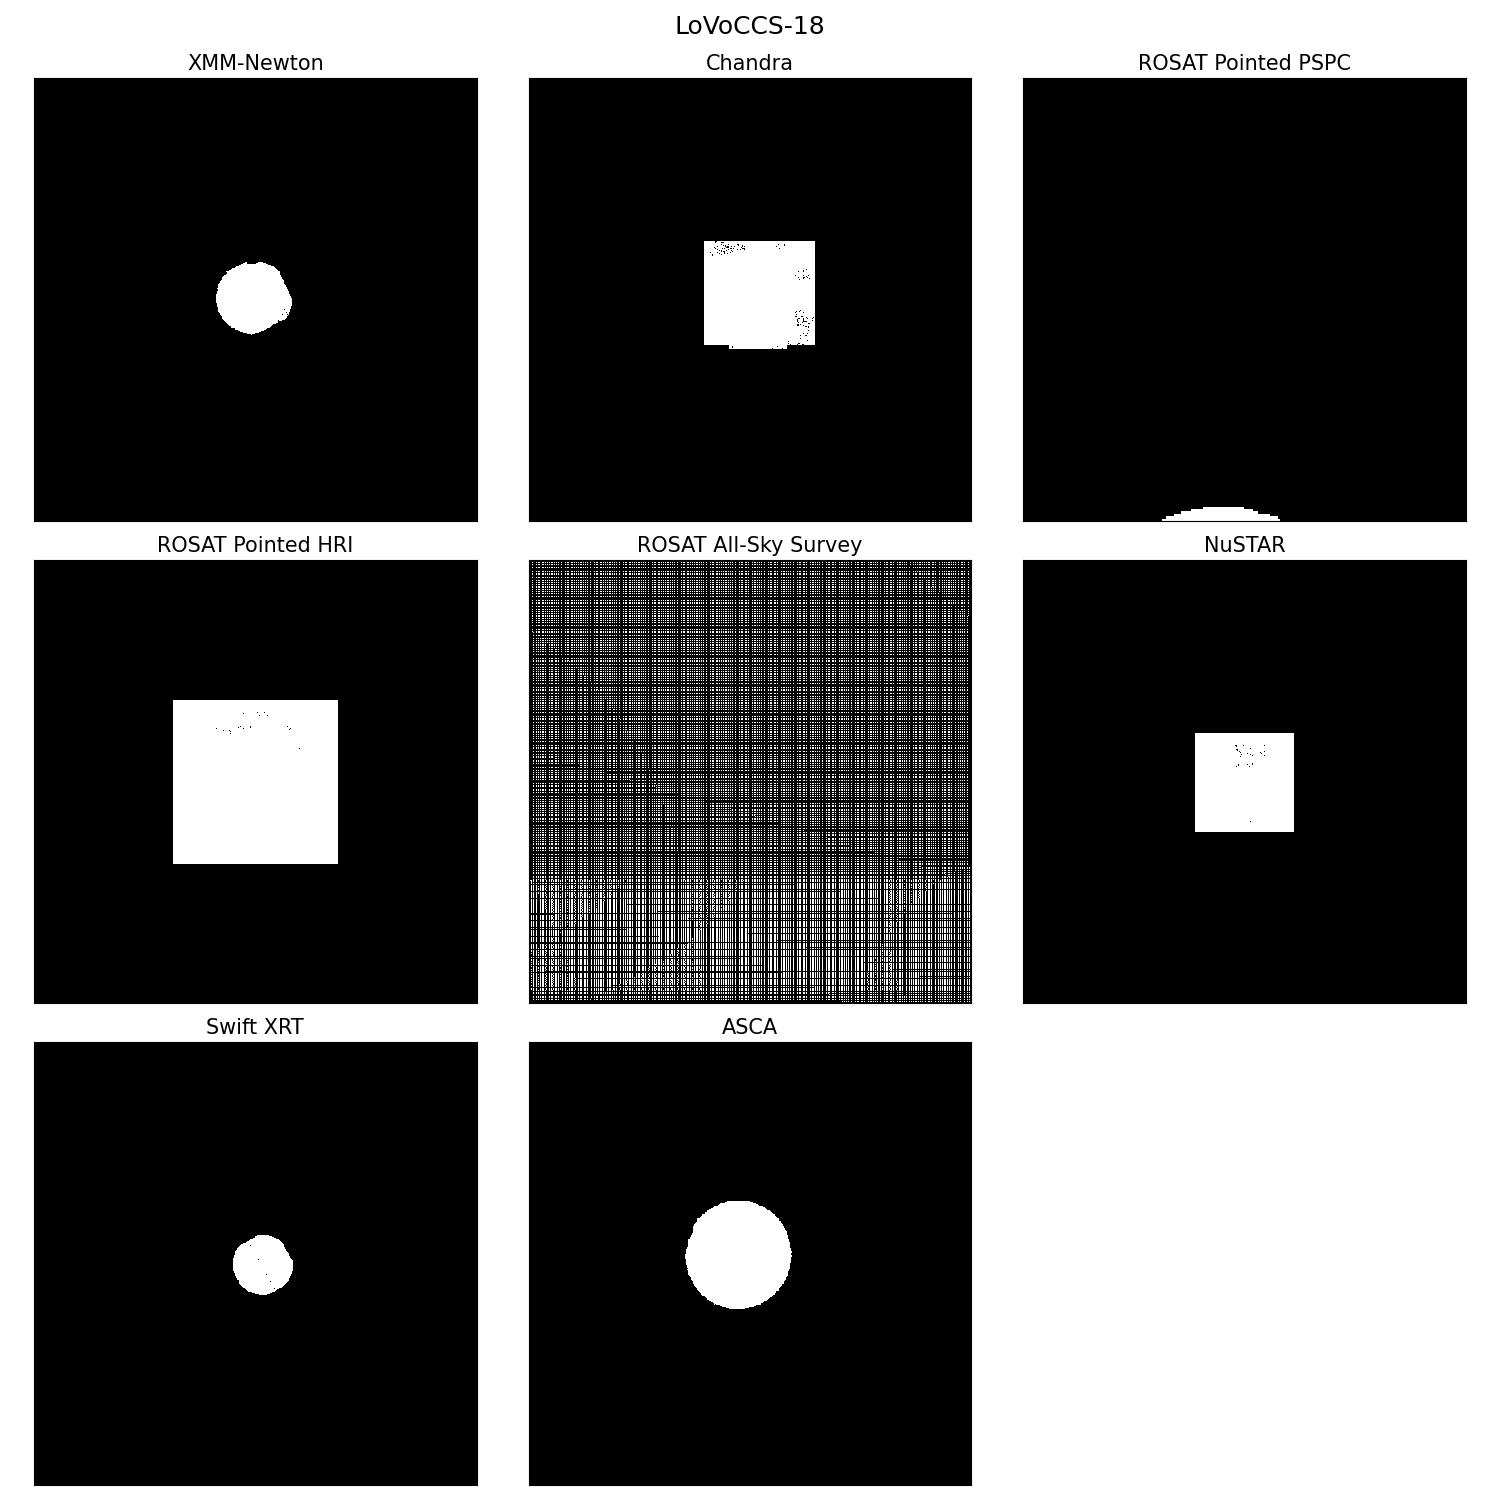 LoVoCCS-18
XMM-Newton
Chandra
ROSAT Pointed PSPC
ROSAT Pointed HRI
ROSAT All-Sky Survey
NuSTAR
Swift XRT
ASCA